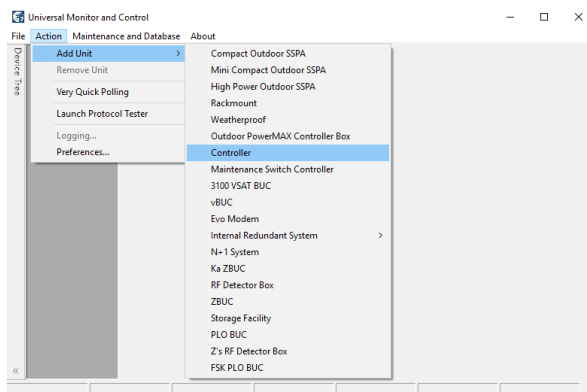 Universal Monitor and Control
File Action Maintenance and Database About
Device Tree
Add Unit
Remove Unit
Very Quick Polling
Launch Protocol Tester
Logging...
Preferences...
Compact Outdoor SSPA
Mini Compact Outdoor SSPA
High Power Outdoor SSPA
Rackmount
Weatherproof
Outdoor PowerMAX Controller Box
Controller
Maintenance Switch Controller
3100 VSAT BUC
vBUC
Evo Modem
Internal Redundant System
N+1 System
Ka ZBUC
RF Detector Box
ZBUC
Storage Facility
PLO BUC
Z's RF Detector Box
FSK PLO BUC